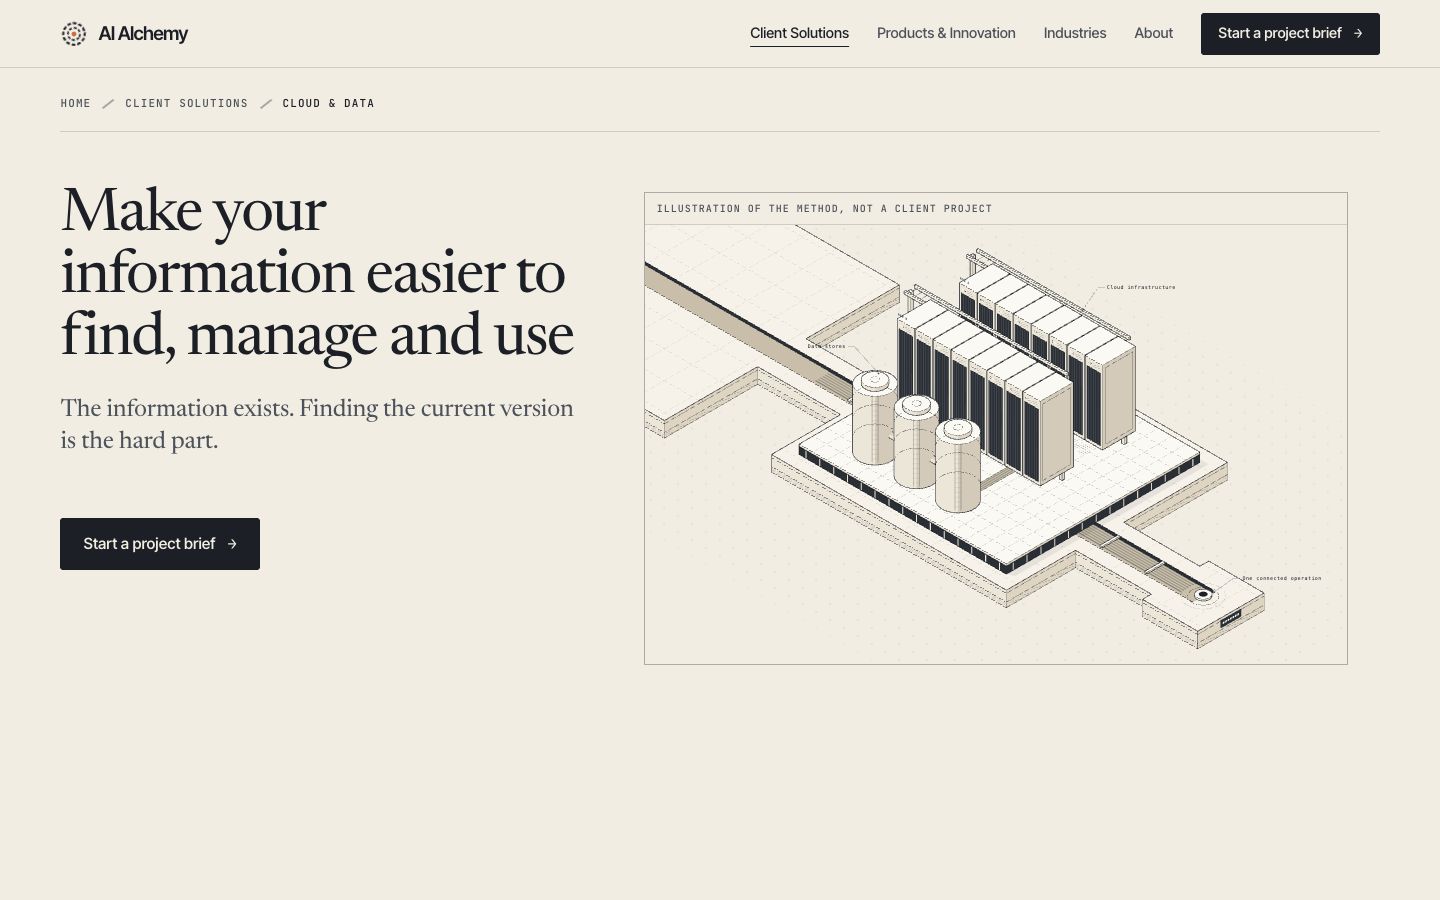 AI Alchemy
Client Solutions
Products & Innovation
Industries
About
Start a project brief →
HOME / CLIENT SOLUTIONS / CLOUD & DATA
Make your
information easier to
find, manage and use
The information exists. Finding the current version
is the hard part.
Start a project brief →
ILLUSTRATION OF THE METHOD, NOT A CLIENT PROJECT
Cloud infrastructure
Data stores
One connected operation